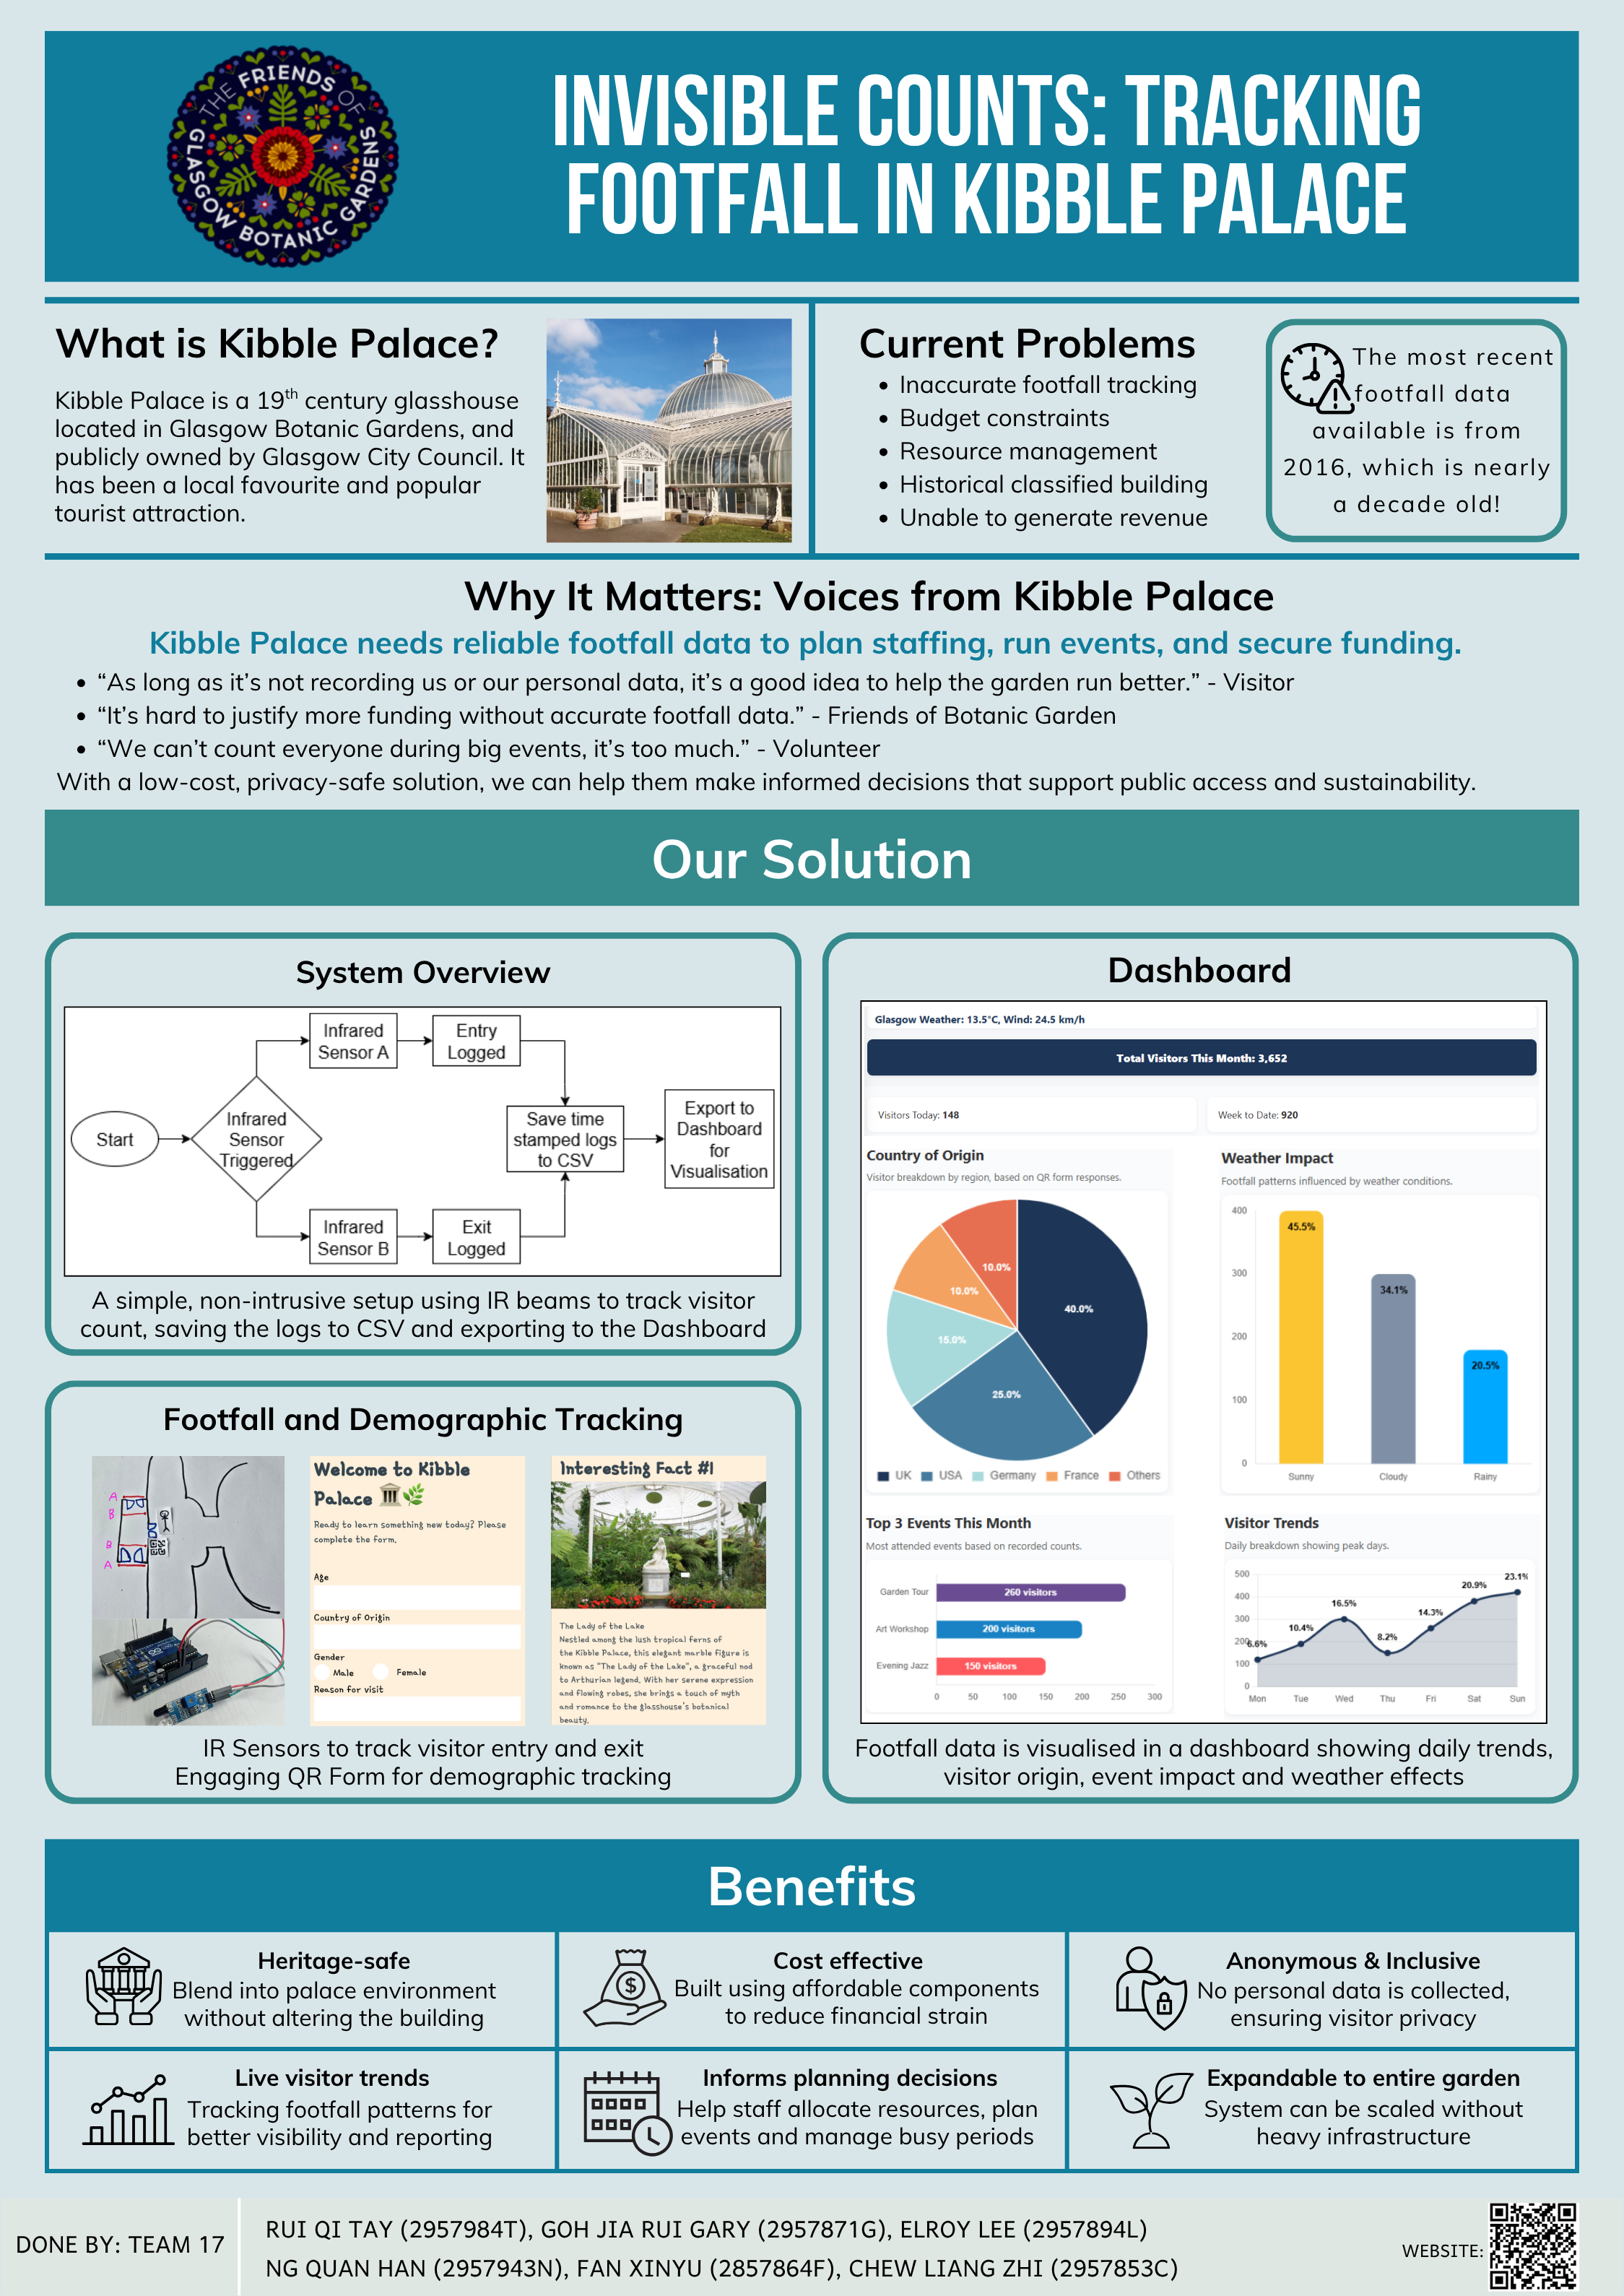 THE FRIENDS OF
GLASGOW BOTANIC GARDENS
INVISIBLE COUNTS: TRACKING
FOOTFALL IN KIBBLE PALACE
What is Kibble Palace?
Kibble Palace is a 19th century glasshouse
located in Glasgow Botanic Gardens, and
publicly owned by Glasgow City Council. It
has been a local favourite and popular
tourist attraction.
Current Problems
• Inaccurate footfall tracking
• Budget constraints
• Resource management
• Historical classified building
• Unable to generate revenue
The most recent
footfall data
available is from
2016, which is nearly
a decade old!
Why It Matters: Voices from Kibble Palace
Kibble Palace needs reliable footfall data to plan staffing, run events, and secure funding.
• “As long as it’s not recording us or our personal data, it’s a good idea to help the garden run better.” - Visitor
• “It’s hard to justify more funding without accurate footfall data.” - Friends of Botanic Garden
• “We can’t count everyone during big events, it’s too much.” - Volunteer
With a low-cost, privacy-safe solution, we can help them make informed decisions that support public access and sustainability.
Our Solution
System Overview
Start
Infrared
Sensor
Triggered
Infrared
Sensor A
Entry
Logged
Infrared
Sensor B
Exit
Logged
Save time
stamped logs
to CSV
Export to
Dashboard
for
Visualisation
A simple, non-intrusive setup using IR beams to track visitor
count, saving the logs to CSV and exporting to the Dashboard
Footfall and Demographic Tracking
A
B
B
A
Welcome to Kibble
Palace 🏛️🌿
Ready to learn something new today? Please
complete the form.
Age
Country of Origin
Gender
Male Female
Reason for visit
Interesting Fact #1
The Lady of the Lake
Nestled among the lush tropical ferns of
the Kibble Palace, this elegant marble figure is
known as "The Lady of the Lake", a graceful nod
to Arthurian legend. With her serene expression
and flowing robes, she brings a touch of myth
and romance to the glasshouse's botanical
beauty.
IR Sensors to track visitor entry and exit
Engaging QR Form for demographic tracking
Dashboard
Glasgow Weather: 13.5°C, Wind: 24.5 km/h
Total Visitors This Month: 3,652
Visitors Today: 148
Week to Date: 920
Country of Origin
Visitor breakdown by region, based on QR form responses.
40.0%
25.0%
15.0%
10.0%
10.0%
UK USA Germany France Others
Weather Impact
Footfall patterns influenced by weather conditions.
400
300
200
100
0
45.5%
34.1%
20.5%
Sunny Cloudy Rainy
Top 3 Events This Month
Most attended events based on recorded counts.
Garden Tour 260 visitors
Art Workshop 200 visitors
Evening Jazz 150 visitors
0 50 100 150 200 250 300
Visitor Trends
Daily breakdown showing peak days.
500
400
300
200
100
0
6.6% 10.4% 16.5% 8.2% 14.3% 20.9% 23.1%
Mon Tue Wed Thu Fri Sat Sun
Footfall data is visualised in a dashboard showing daily trends,
visitor origin, event impact and weather effects
Benefits
Heritage-safe
Blend into palace environment
without altering the building
Cost effective
Built using affordable components
to reduce financial strain
Anonymous & Inclusive
No personal data is collected,
ensuring visitor privacy
Live visitor trends
Tracking footfall patterns for
better visibility and reporting
Informs planning decisions
Help staff allocate resources, plan
events and manage busy periods
Expandable to entire garden
System can be scaled without
heavy infrastructure
DONE BY: TEAM 17
RUI QI TAY (2957984T), GOH JIA RUI GARY (2957871G), ELROY LEE (2957894L)
NG QUAN HAN (2957943N), FAN XINYU (2857864F), CHEW LIANG ZHI (2957853C)
WEBSITE: